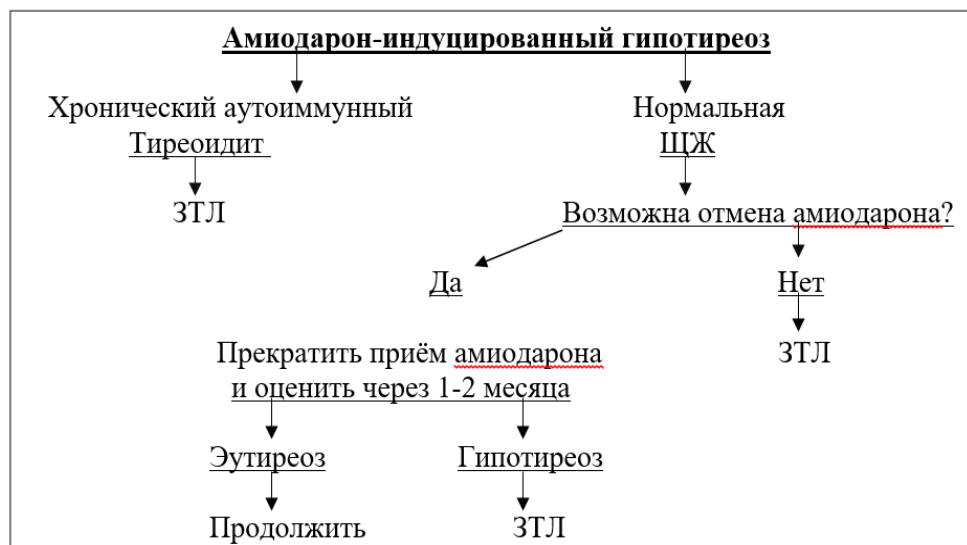 Амиодарон-индуцированный гипотиреоз
Хронический аутоиммунный
Тиреоидит
ЗТЛ
Нормальная
ЩЖ
Возможна отмена амиодарона?
Да
Нет
Прекратить приём амиодарона
и оценить через 1-2 месяца
ЗТЛ
Эутиреоз
Гипотиреоз
Продолжить
ЗТЛ